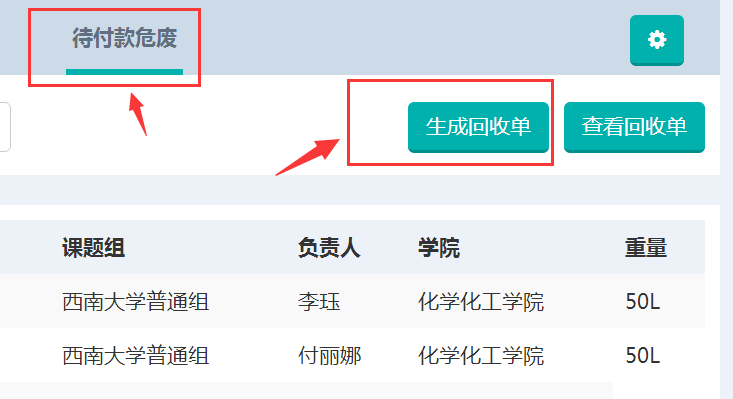 待付款危废
生成回收单 查看回收单
课题组 负责人 学院 重量
西南大学普通组 李珏 化学化工学院 50L
西南大学普通组 付丽娜 化学化工学院 50L